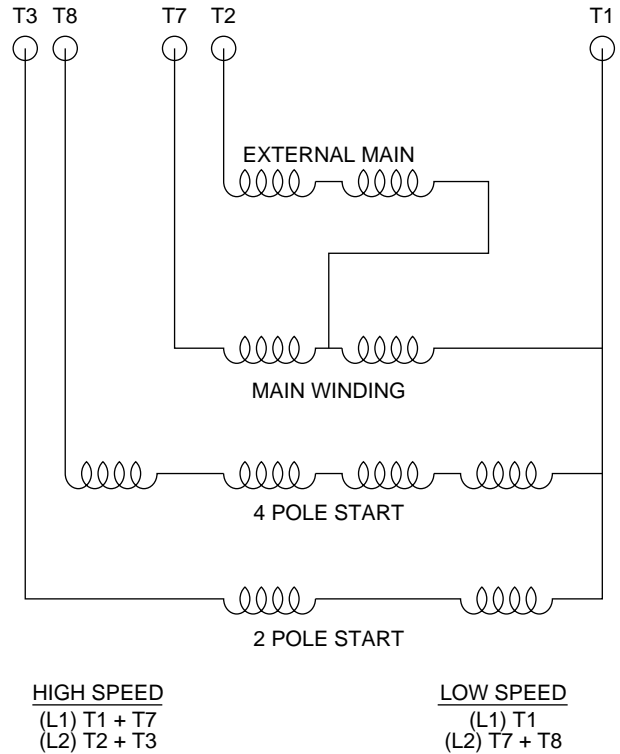 T3 T8 T7 T2 T1
EXTERNAL MAIN
MAIN WINDING
4 POLE START
2 POLE START
HIGH SPEED
(L1) T1 + T7
(L2) T2 + T3
LOW SPEED
(L1) T1
(L2) T7 + T8